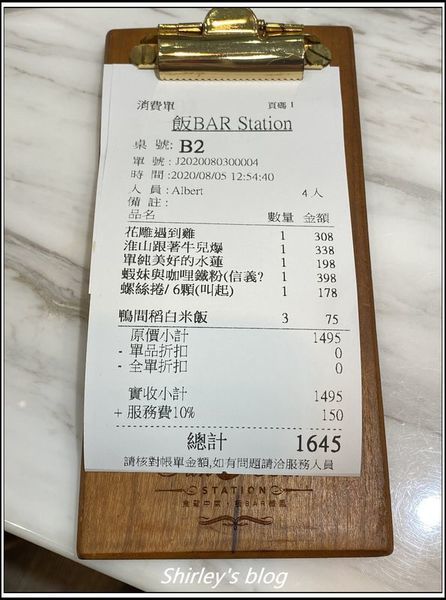 消費單 頁碼 1
飯BAR Station
桌 號: B2
單 號 : J2020080300004
時 間 :2020/08/05 12:54:40
人 員 : Albert 4 人
備 註 :
品名 數量 金額
花雕遇到雞 1 308
淮山跟著牛兒爆 1 338
單純美好的水蓮 1 198
蝦妹與咖哩鐵粉(信義? 1 398
螺絲捲/ 6顆(叫起) 1 178
鴨間稻白米飯 3 75
原價小計 1495
- 單品折扣 0
- 全單折扣 0
實收小計 1495
+ 服務費10% 150
總計 1645
請核對帳單金額,如有問題請洽服務人員
STATION
Shirley's blog